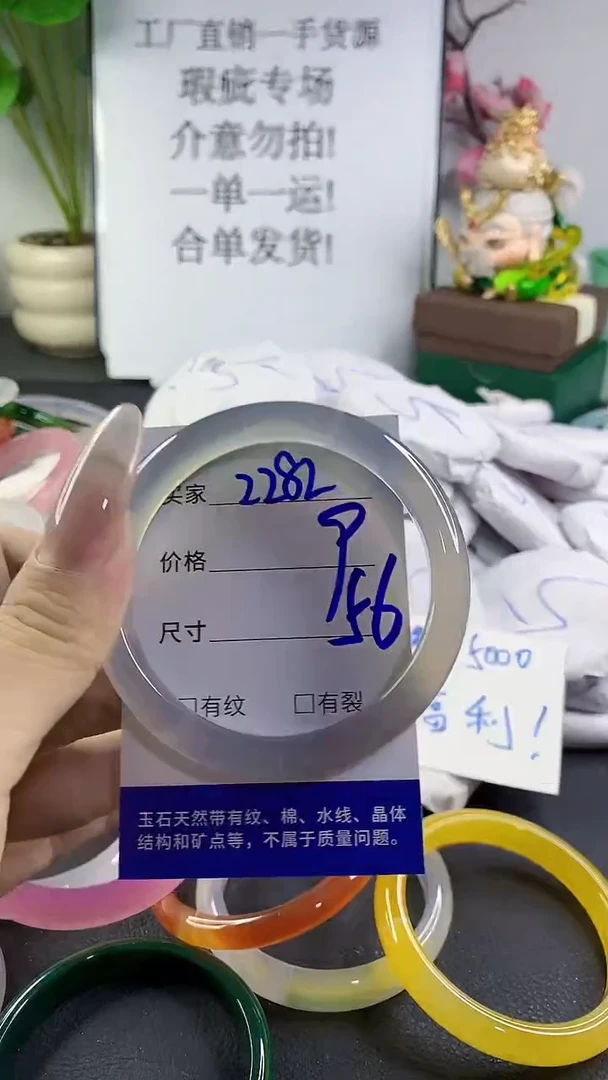 工厂直销一手货源
瑕疵专场
介意勿拍!
一单一运!
合单发货!
买家 2282
价格
尺寸 56
□有纹 □有裂
5000
福利!
玉石天然带有纹、棉、水线、晶体
结构和矿点等，不属于质量问题。